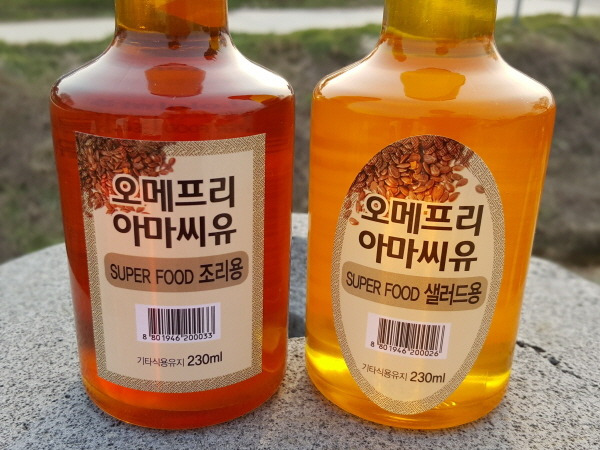 오메프리
아마씨유
SUPER FOOD 조리용
8 801946 200033
기타식용유지 230ml
오메프리
아마씨유
SUPER FOOD 샐러드용
8 801946 200026
기타식용유지 230ml